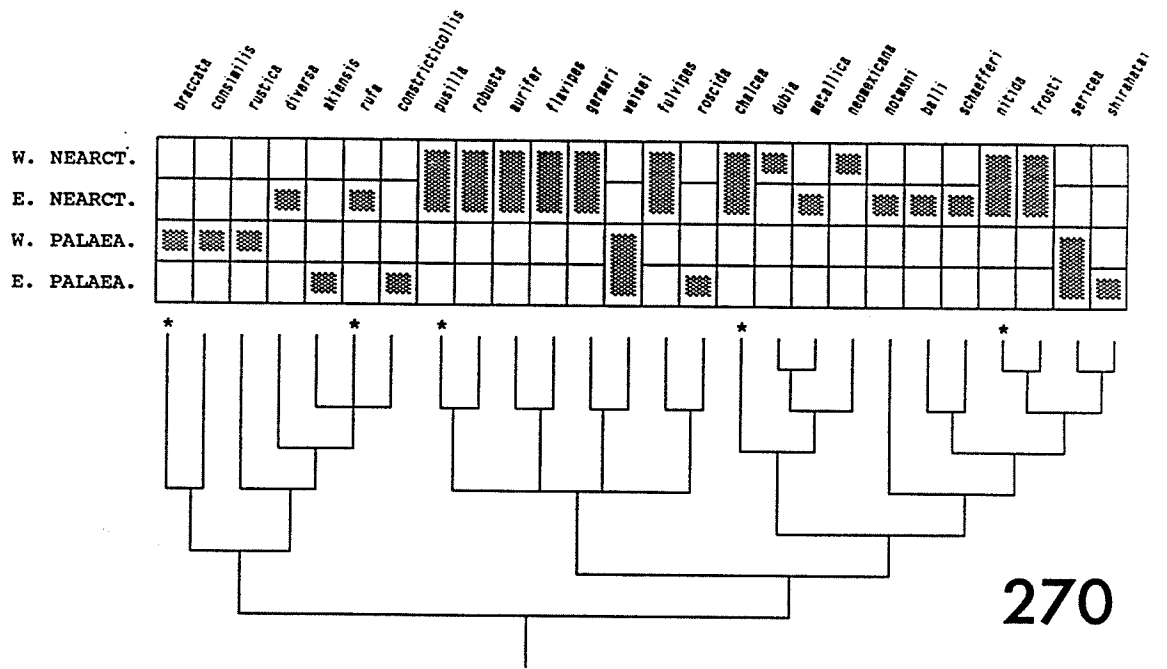 braccata
consimilis
rustica
diversa
akiensis
rufa
constricticollis
pusilla
robusta
aurifer
flavipes
germari
weisei
fulvipes
roscida
chalcea
dubia
metallica
neomexicana
notmani
balli
schaefferi
nitida
frosti
sericea
shirahatai
W. NEARCT.
E. NEARCT.
W. PALAEA.
E. PALAEA.
* * * * *
270